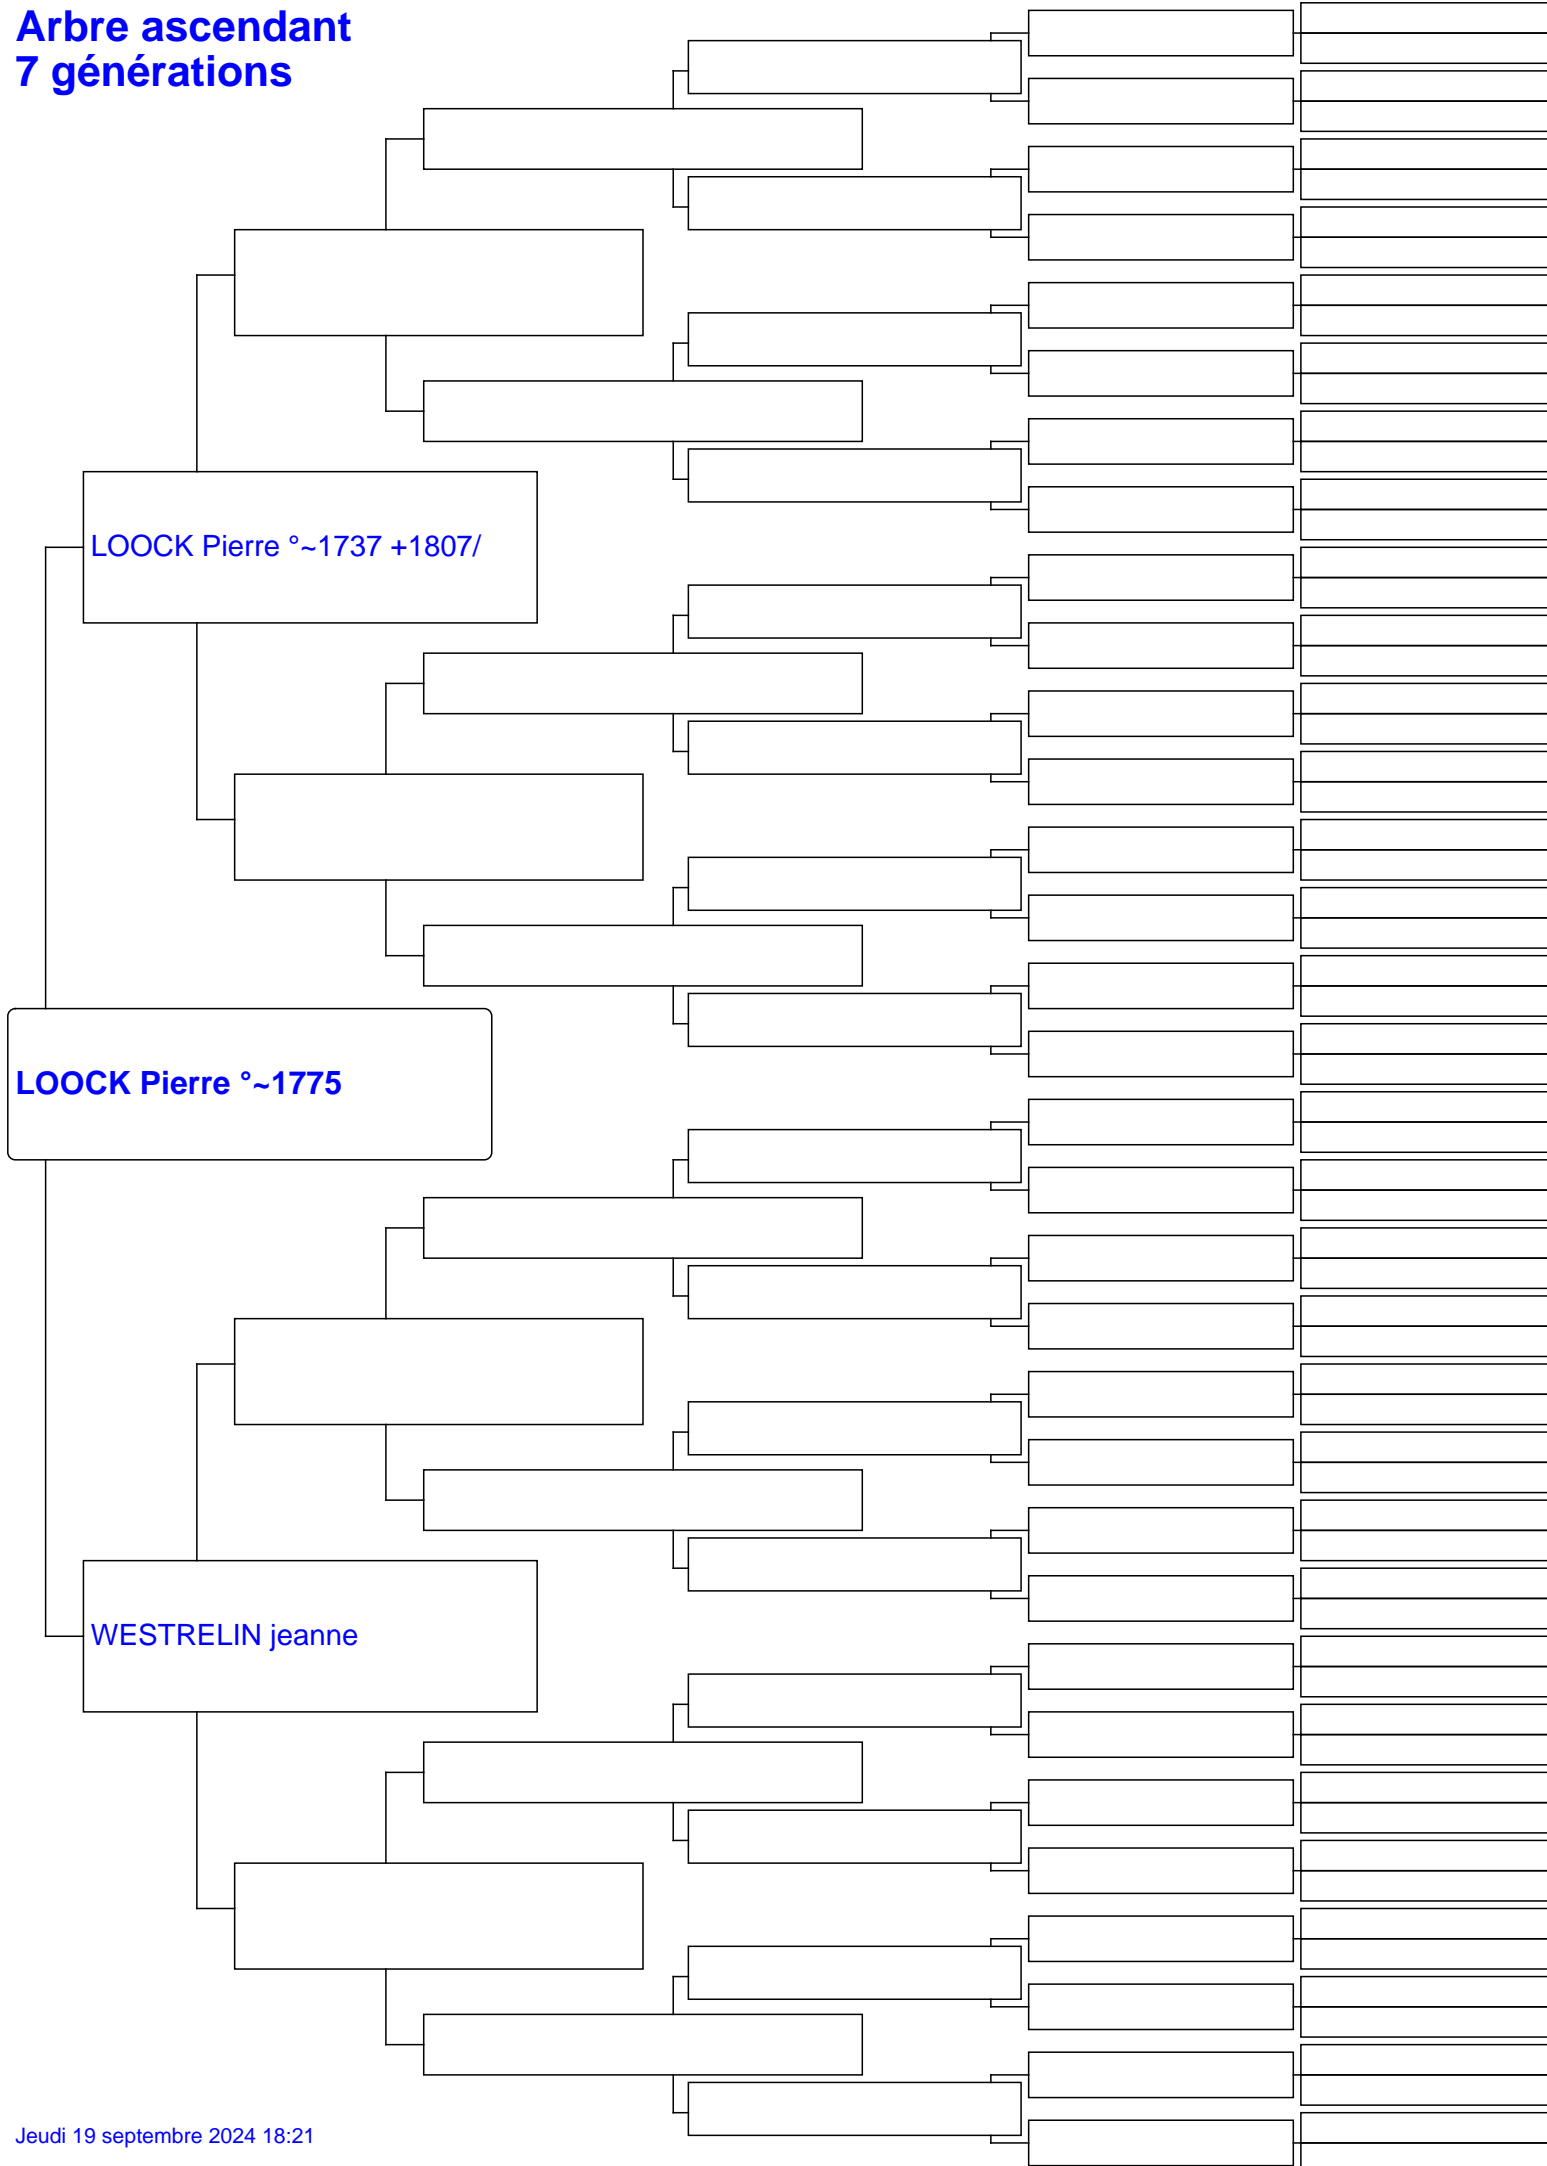 Arbre ascendant
7 générations
LOOCK Pierre °~1737 +1807/
LOOCK Pierre °~1775
WESTRELIN jeanne
Jeudi 19 septembre 2024 18:21